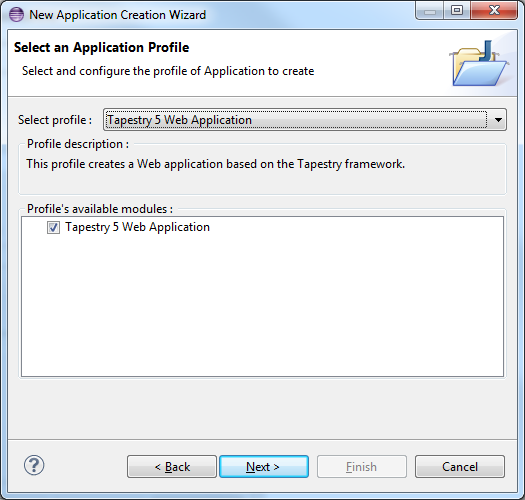 New Application Creation Wizard
Select an Application Profile
Select and configure the profile of Application to create
Select profile : Tapestry 5 Web Application
Profile description :
This profile creates a Web application based on the Tapestry framework.
Profile's available modules :
Tapestry 5 Web Application
? < Back Next > Finish Cancel